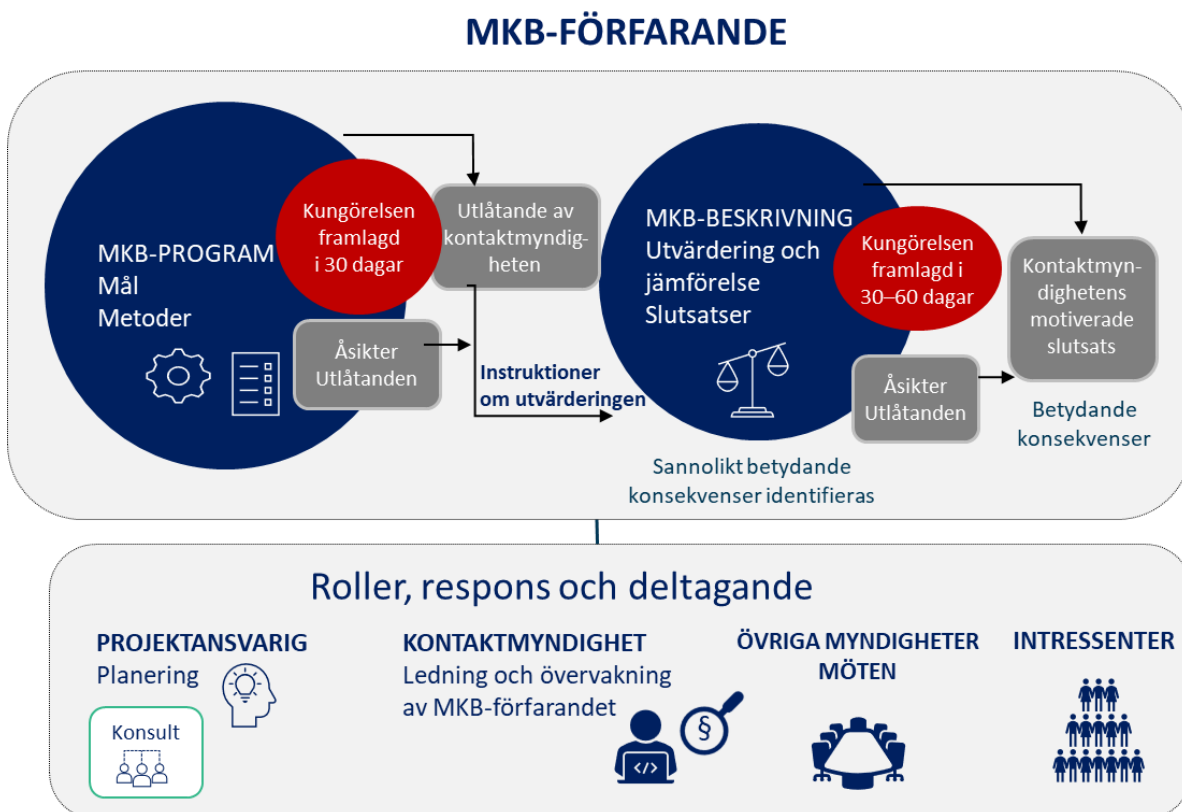 MKB-FÖRFARANDE
MKB-PROGRAM
Mål
Metoder
Kungörelsen
framlagd
i 30 dagar
Utlåtande av
kontaktmyndig-
heten
Åsikter
Utlåtanden
Instruktioner
om utvärderingen
MKB-BESKRIVNING
Utvärdering och
jämförelse
Slutsatser
Kungörelsen
framlagd i
30–60 dagar
Kontaktmyn-
dighetens
motiverade
slutsats
Åsikter
Utlåtanden
Betydande
konsekvenser
Sannolikt betydande
konsekvenser identifieras
Roller, respons och deltagande
PROJEKTANSVARIG
Planering
Konsult
KONTAKTMYNDIGHET
Ledning och övervakning
av MKB-förfarandet
§
</>
ÖVRIGA MYNDIGHETER
MÖTEN
INTRESSENTER